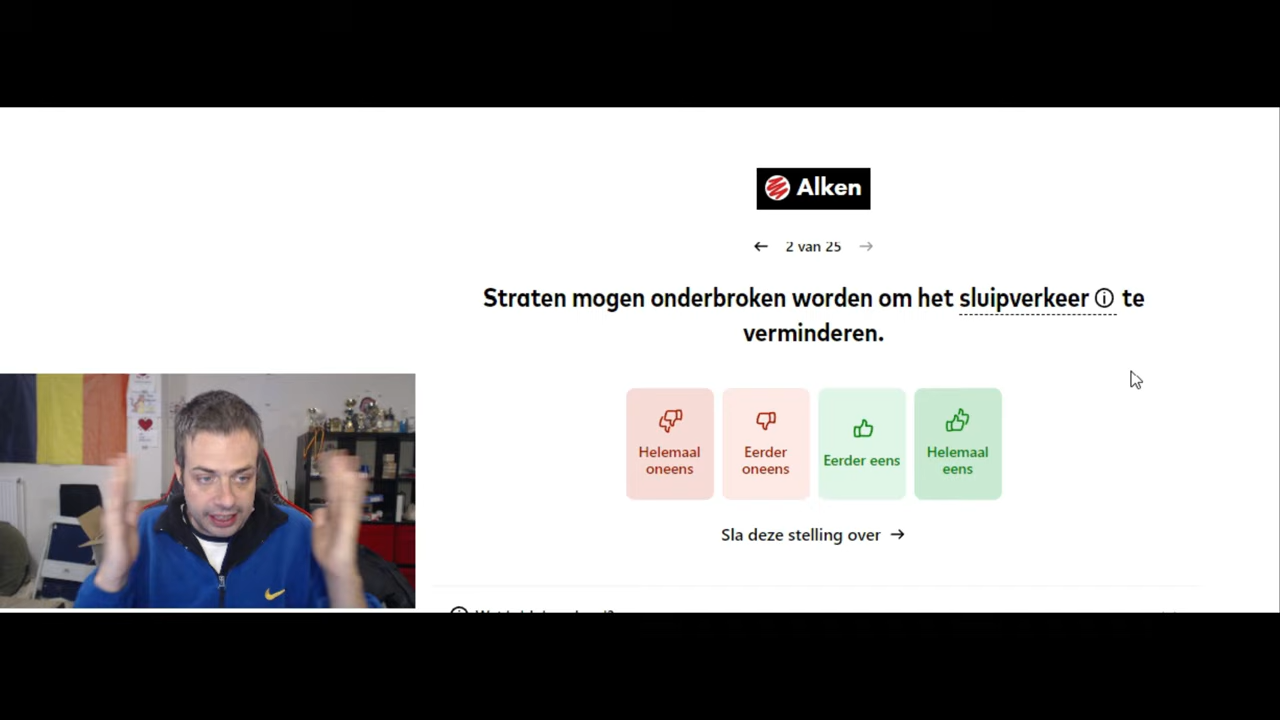 Alken
2 van 25
Straten mogen onderbroken worden om het sluipverkeer te
verminderen.
Helemaal
oneens
Eerder
oneens
Eerder eens
Helemaal
eens
Sla deze stelling over